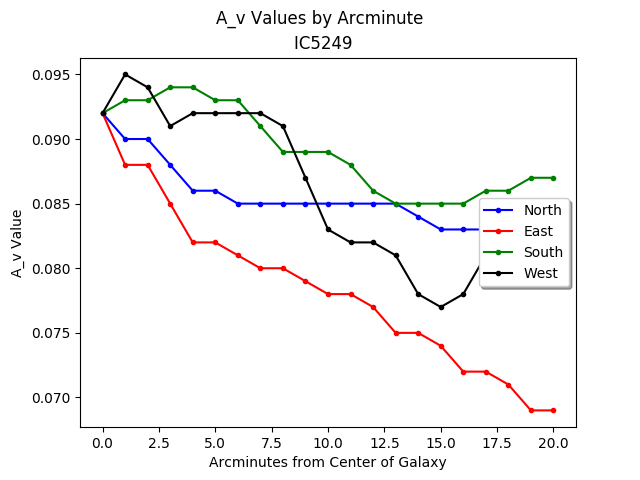 A_v Values by Arcminute
IC5249
0.095
0.090
0.085
0.080
0.075
0.070
A_v Value
North
East
South
West
0.0 2.5 5.0 7.5 10.0 12.5 15.0 17.5 20.0
Arcminutes from Center of Galaxy